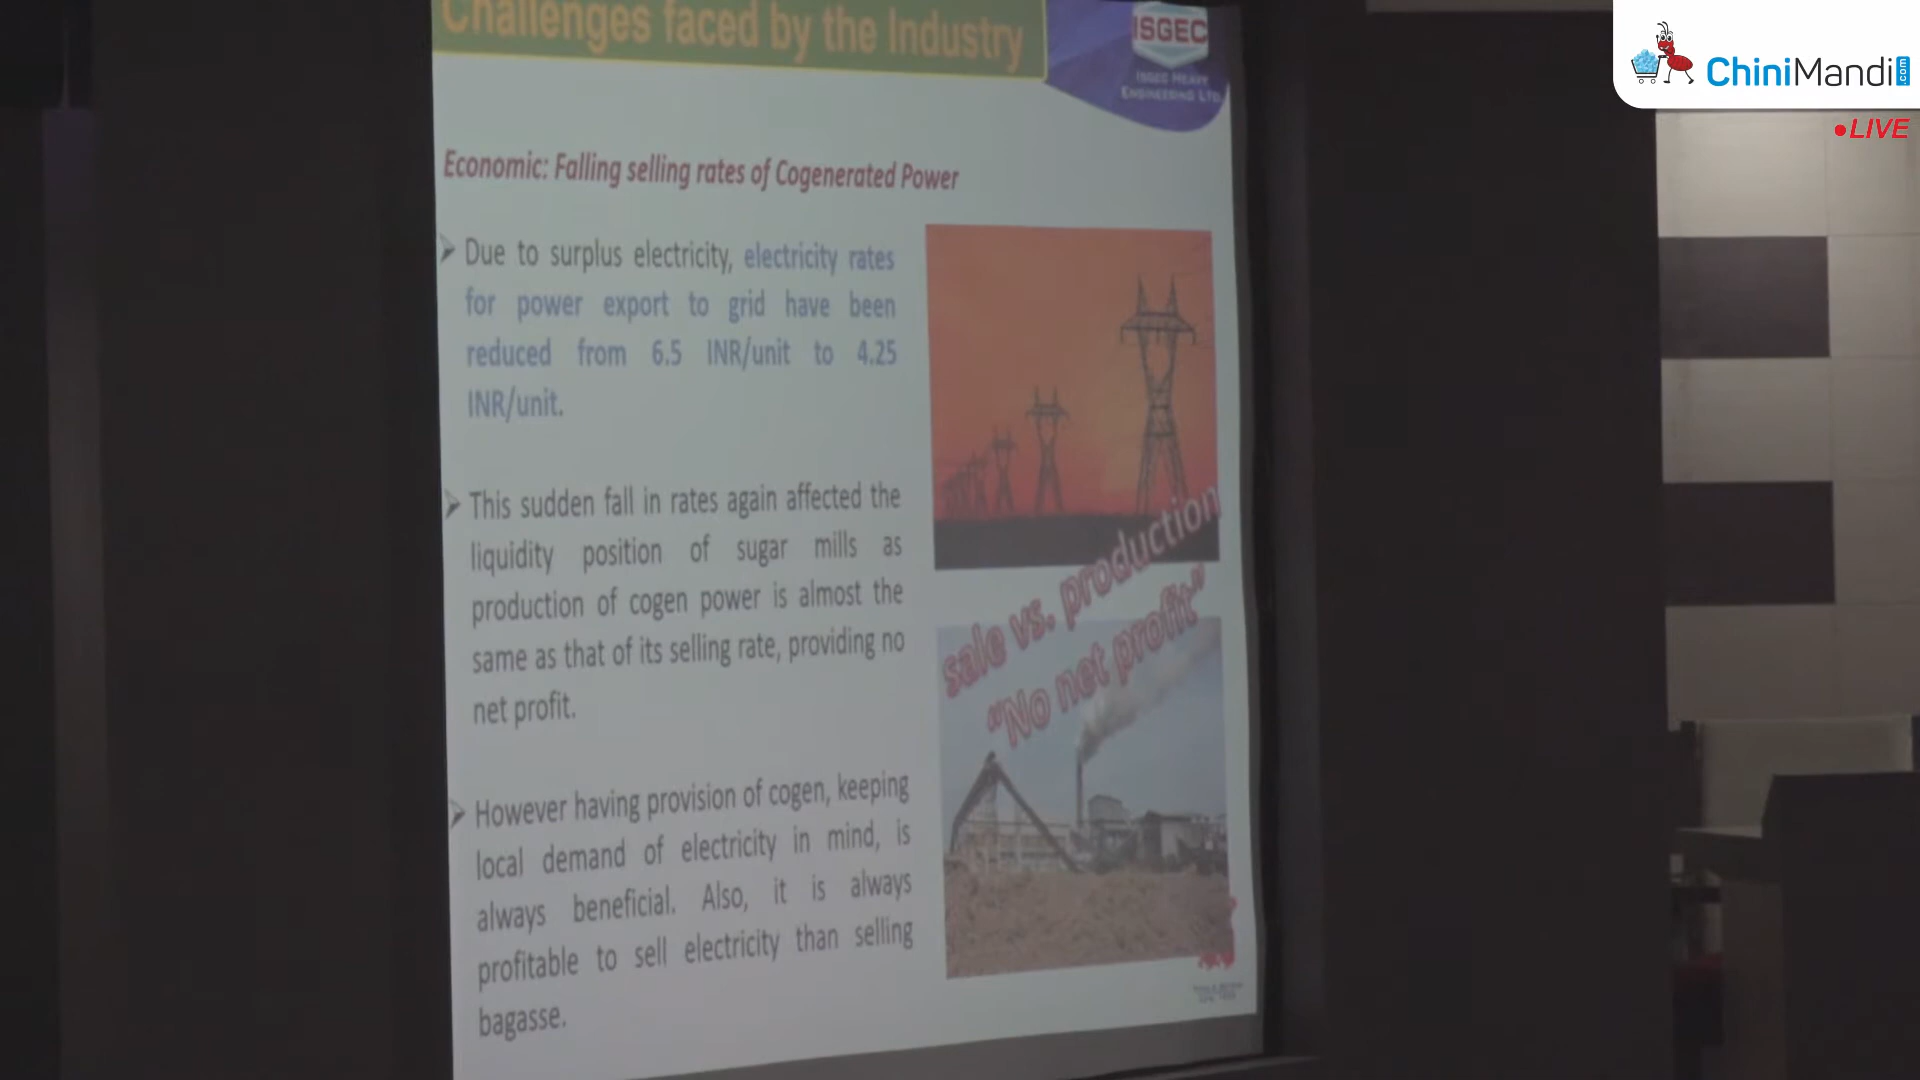 Challenges faced by the Industry
ISGEC
ISGEC HEAVY
ENGINEERING LTD.
ChiniMandi.com
LIVE
Economic: Falling selling rates of Cogenerated Power
Due to surplus electricity, electricity rates
for power export to grid have been
reduced from 6.5 INR/unit to 4.25
INR/unit.
This sudden fall in rates again affected the
liquidity position of sugar mills as
production of cogen power is almost the
same as that of its selling rate, providing no
net profit.
However having provision of cogen, keeping
local demand of electricity in mind, is
always beneficial. Also, it is always
profitable to sell electricity than selling
bagasse.
sale vs. production
“No net profit”